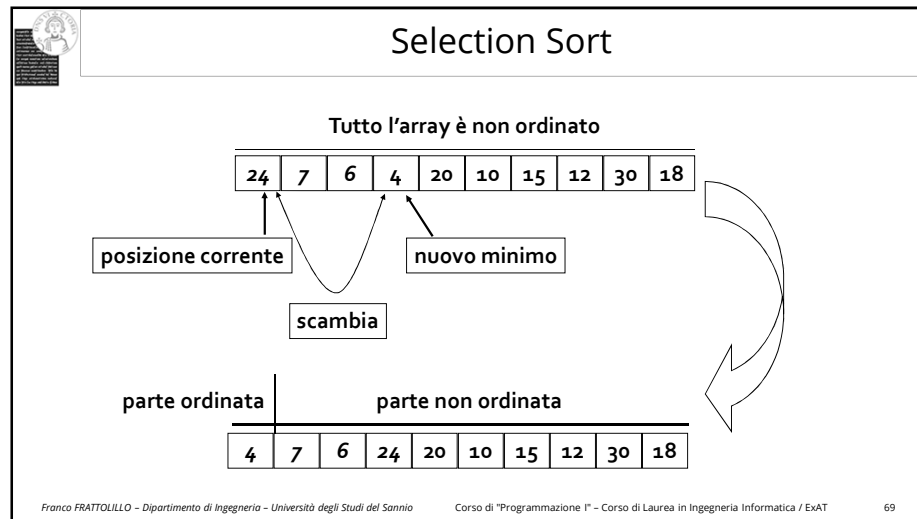 Selection Sort
Tutto l'array è non ordinato
24 7 6 4 20 10 15 12 30 18
posizione corrente nuovo minimo
scambia
parte ordinata parte non ordinata
4 7 6 24 20 10 15 12 30 18
Franco FRATTOLILLO – Dipartimento di Ingegneria – Università degli Studi del Sannio Corso di "Programmazione I" – Corso di Laurea in Ingegneria Informatica / ExAT 69